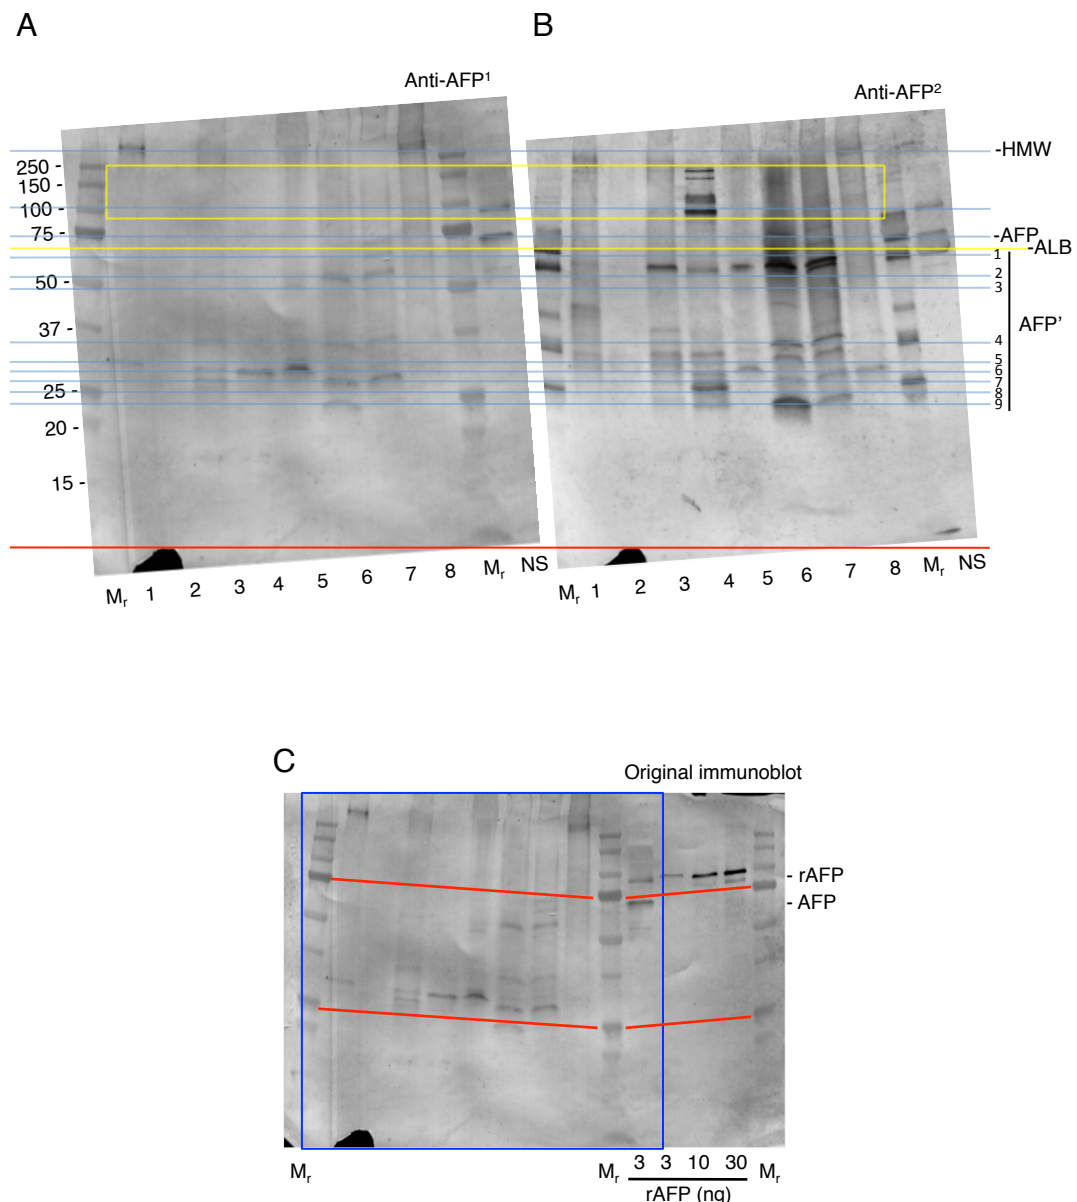 A
B
Anti-AFP¹
Anti-AFP²
250 -
150 -
100 -
75 -
50 -
37 -
25 -
20 -
15 -
-HMW
-AFP
-ALB
1
2
3
4
5
6
7
8
9
AFP’
Mr 1 2 3 4 5 6 7 8 Mr NS
Mr 1 2 3 4 5 6 7 8 Mr NS
C
Original immunoblot
- rAFP
- AFP
Mr Mr 3 3 10 30 Mr
rAFP (ng)